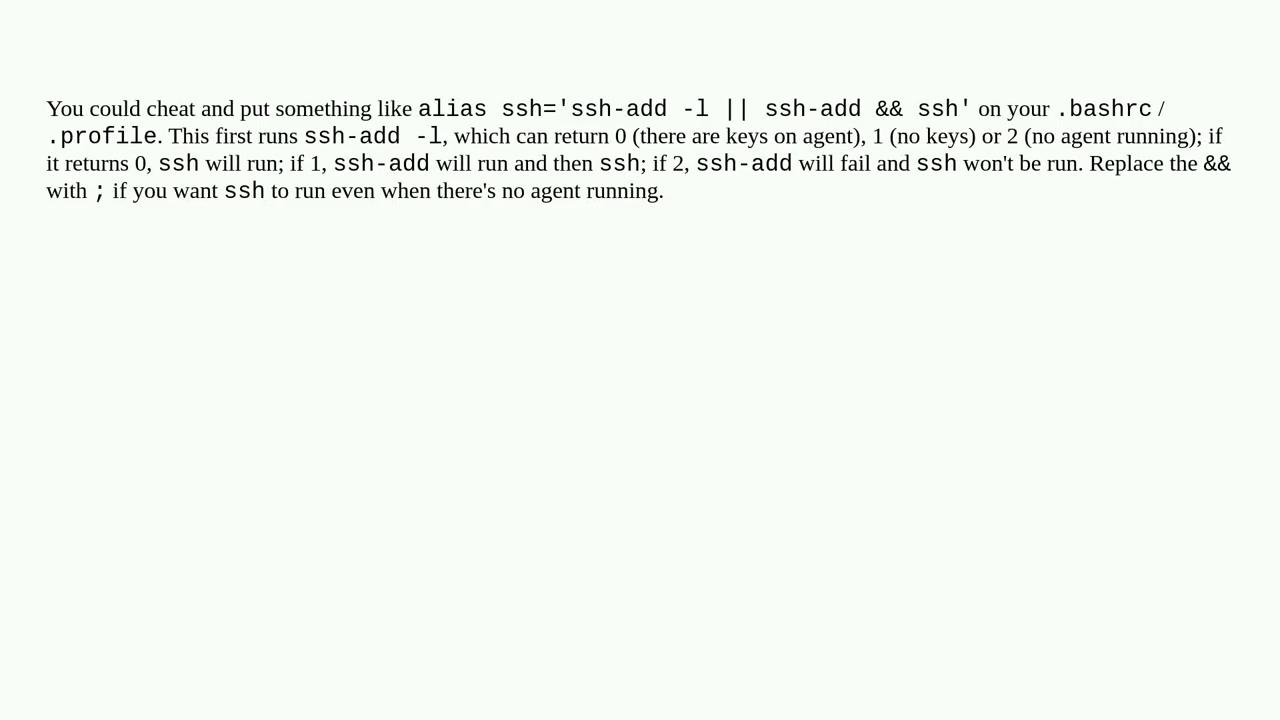 You could cheat and put something like alias ssh='ssh-add -l || ssh-add && ssh' on your .bashrc /
.profile. This first runs ssh-add -l, which can return 0 (there are keys on agent), 1 (no keys) or 2 (no agent running); if
it returns 0, ssh will run; if 1, ssh-add will run and then ssh; if 2, ssh-add will fail and ssh won't be run. Replace the &&
with ; if you want ssh to run even when there's no agent running.